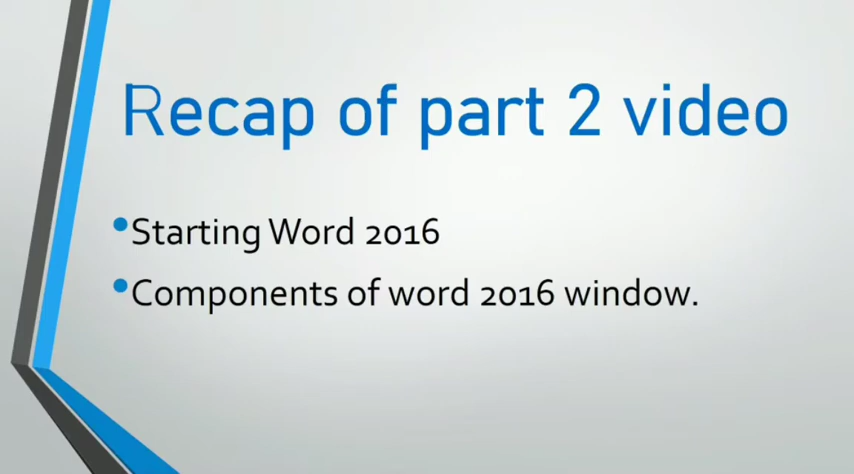 Recap of part 2 video
•Starting Word 2016
•Components of word 2016 window.